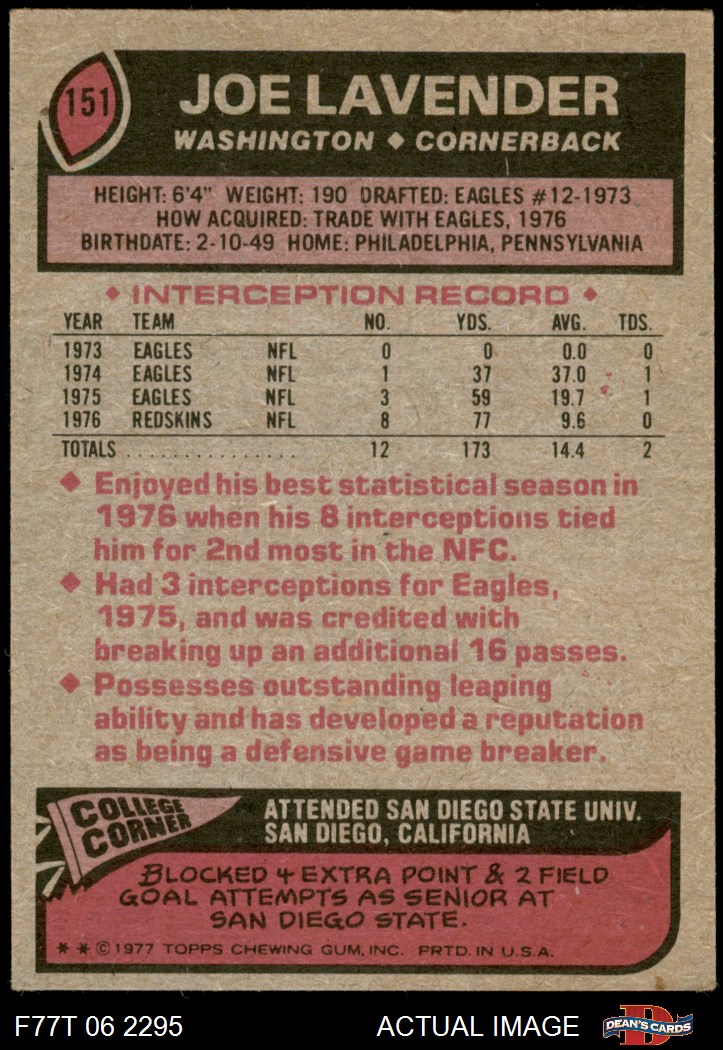 151
JOE LAVENDER
WASHINGTON ◆ CORNERBACK
HEIGHT: 6'4" WEIGHT: 190 DRAFTED: EAGLES #12-1973
HOW ACQUIRED: TRADE WITH EAGLES, 1976
BIRTHDATE: 2-10-49 HOME: PHILADELPHIA, PENNSYLVANIA
◆ INTERCEPTION RECORD ◆
YEAR TEAM NO. YDS. AVG. TDS.
1973 EAGLES NFL 0 0 0.0 0
1974 EAGLES NFL 1 37 37.0 1
1975 EAGLES NFL 3 59 19.7 1
1976 REDSKINS NFL 8 77 9.6 0
TOTALS . . . . . . . . . . . . . . . 12 173 14.4 2
◆ Enjoyed his best statistical season in
1976 when his 8 interceptions tied
him for 2nd most in the NFC.
◆ Had 3 interceptions for Eagles,
1975, and was credited with
breaking up an additional 16 passes.
◆ Possesses outstanding leaping
ability and has developed a reputation
as being a defensive game breaker.
COLLEGE
CORNER
ATTENDED SAN DIEGO STATE UNIV.
SAN DIEGO, CALIFORNIA
BLOCKED 4 EXTRA POINT & 2 FIELD
GOAL ATTEMPTS AS SENIOR AT
SAN DIEGO STATE.
* * © 1977 TOPPS CHEWING GUM, INC. PRTD. IN U.S.A.
F77T 06 2295 ACTUAL IMAGE
D
DEAN'S CARDS